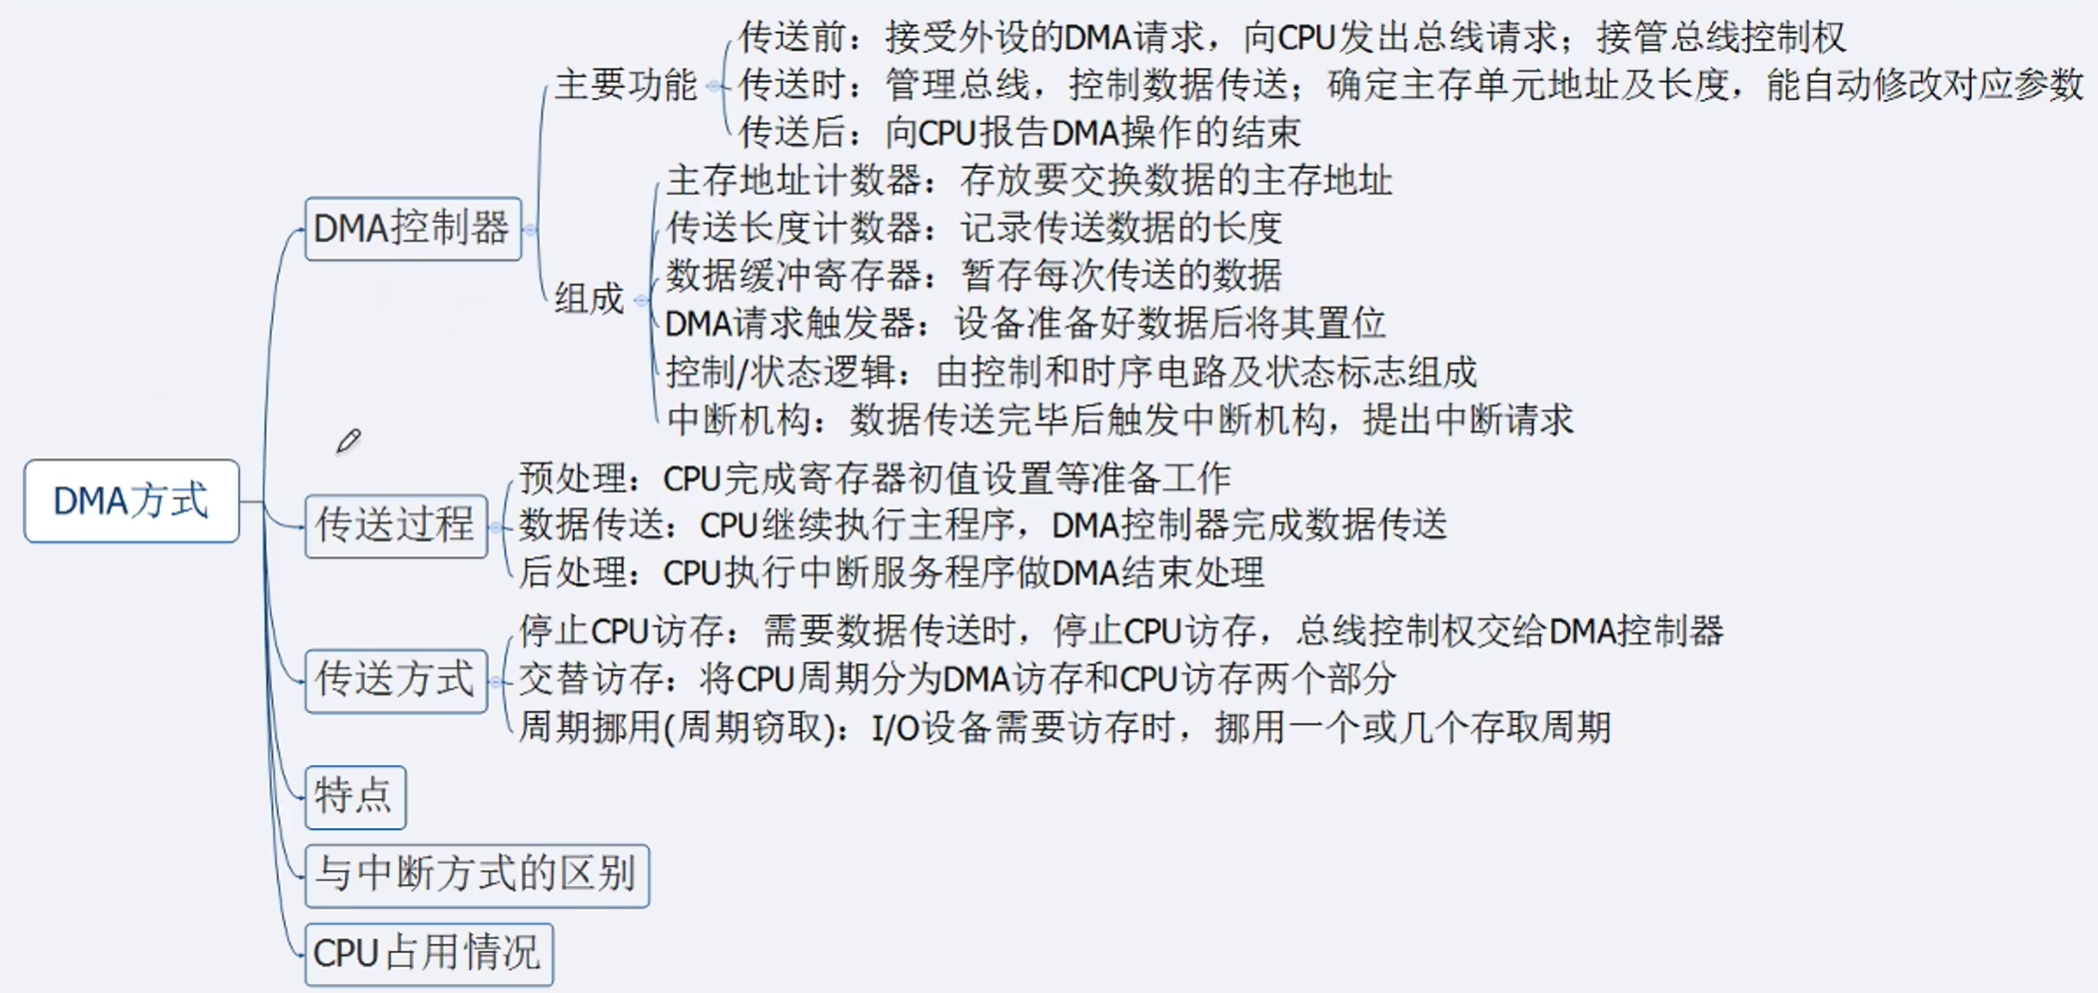 DMA方式
DMA控制器
主要功能
传送前：接受外设的DMA请求，向CPU发出总线请求；接管总线控制权
传送时：管理总线，控制数据传送；确定主存单元地址及长度，能自动修改对应参数
传送后：向CPU报告DMA操作的结束
组成
主存地址计数器：存放要交换数据的主存地址
传送长度计数器：记录传送数据的长度
数据缓冲寄存器：暂存每次传送的数据
DMA请求触发器：设备准备好数据后将其置位
控制/状态逻辑：由控制和时序电路及状态标志组成
中断机构：数据传送完毕后触发中断机构，提出中断请求
传送过程
预处理：CPU完成寄存器初值设置等准备工作
数据传送：CPU继续执行主程序，DMA控制器完成数据传送
后处理：CPU执行中断服务程序做DMA结束处理
传送方式
停止CPU访存：需要数据传送时，停止CPU访存，总线控制权交给DMA控制器
交替访存：将CPU周期分为DMA访存和CPU访存两个部分
周期挪用(周期窃取)：I/O设备需要访存时，挪用一个或几个存取周期
特点
与中断方式的区别
CPU占用情况